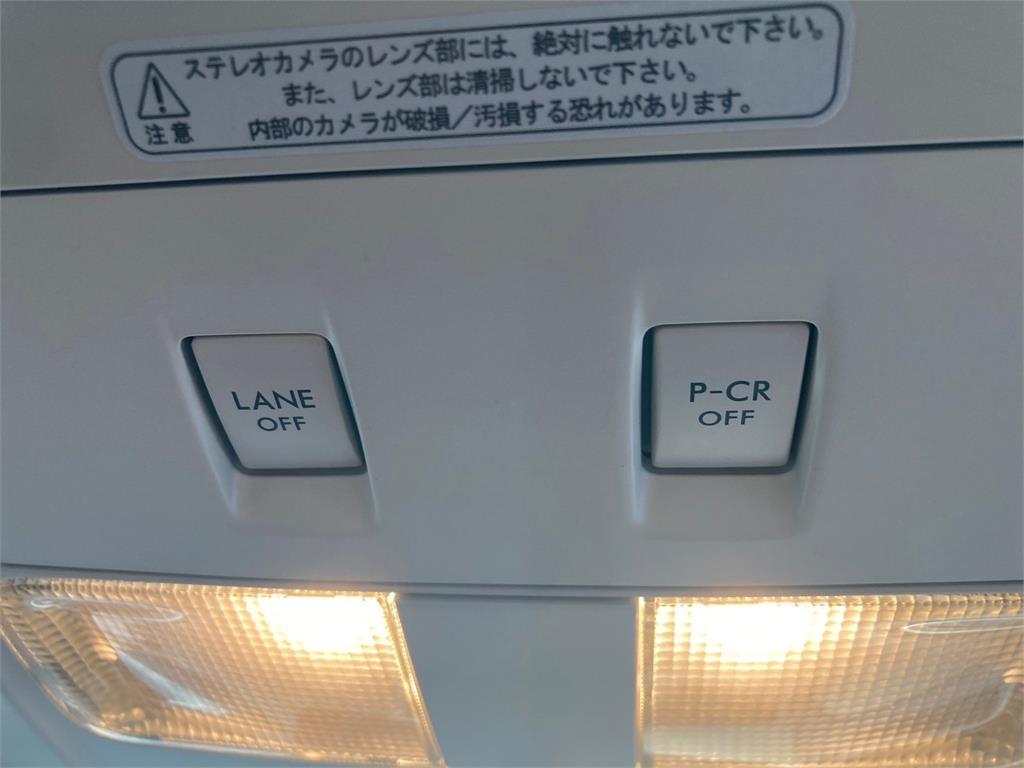 ステレオカメラのレンズ部には、絶対に触れないで下さい。
また、レンズ部は清掃しないで下さい。
内部のカメラが破損／汚損する恐れがあります。
注意
LANE
OFF
P-CR
OFF